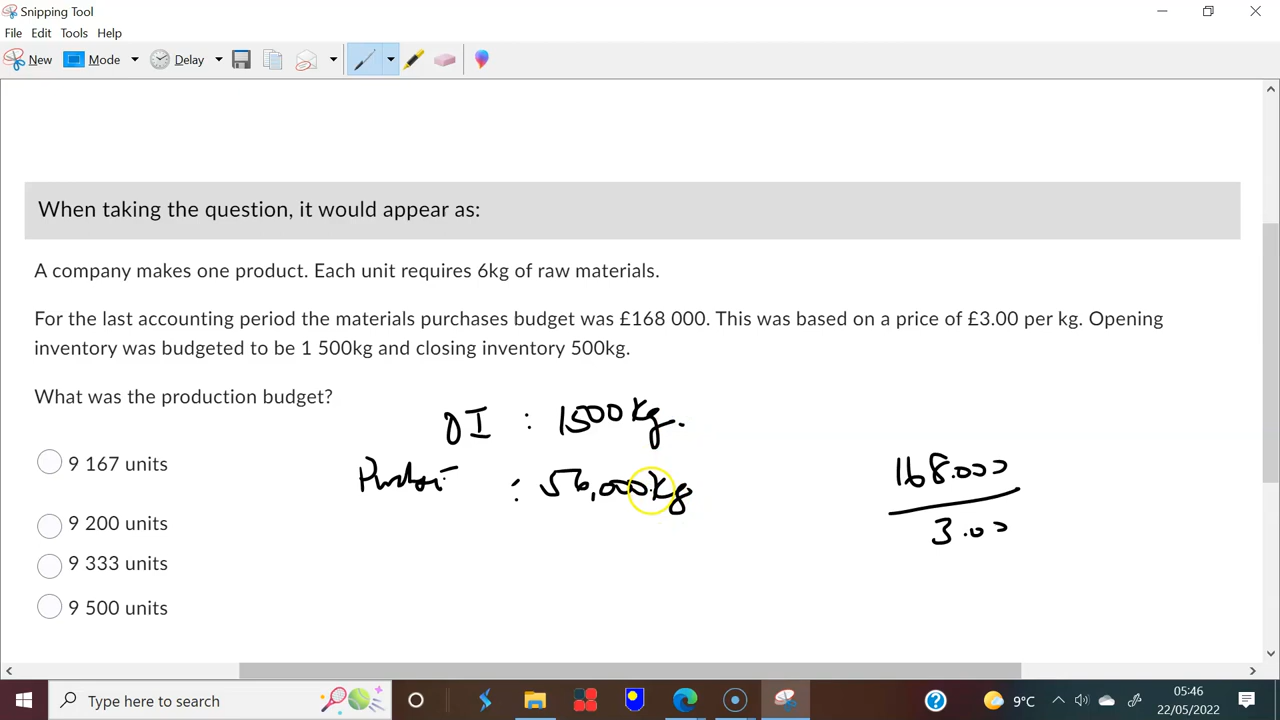 Snipping Tool
File Edit Tools Help
New Mode Delay
When taking the question, it would appear as:
A company makes one product. Each unit requires 6kg of raw materials.
For the last accounting period the materials purchases budget was £168 000. This was based on a price of £3.00 per kg. Opening
inventory was budgeted to be 1 500kg and closing inventory 500kg.
What was the production budget?
OI : 1500kg.
: 56,000kg
168.000
3.00
9 167 units
9 200 units
9 333 units
9 500 units
Type here to search
9°C
05:46
22/05/2022